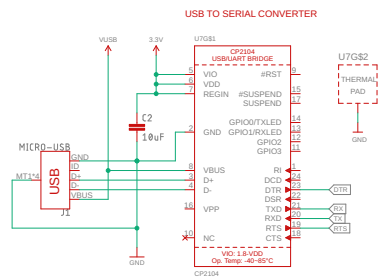 USB TO SERIAL CONVERTER
U7G$1
VUSB
3.3V
CP2104
USB/UART BRIDGE
U7G$2
5 VIO
#RST 9
6 VDD
7 REGIN
#SUSPEND 15
SUSPEND 17
THERMAL
PAD
C2
10uF
GPIO0/TXLED 14
2 GND
GPIO1/RXLED 13
GPIO2 12
GPIO3 11
GND
MICRO-USB
GND
ID
MT1*4
USB
D+
D-
VBUS
J1
8 VBUS
3 D+
4 D-
RI 1
DCD 24
DTR 23 DTR
DSR 22
16 VPP
TXD 21 RX
RXD 20 TX
RTS 19 RTS
10 NC
CTS 18
VIO: 1.8-VDD
Op. Temp: -40~85°C
GND
CP2104